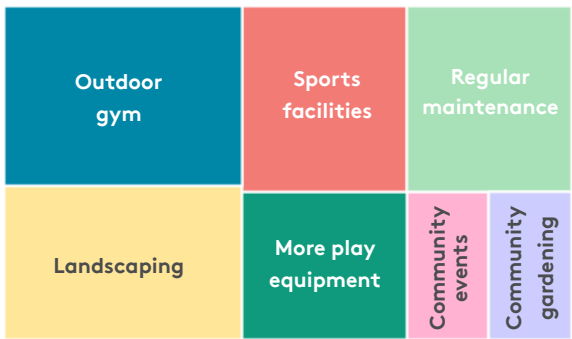 Outdoor
gym
Sports
facilities
Regular
maintenance
Landscaping
More play
equipment
Community
events
Community
gardening